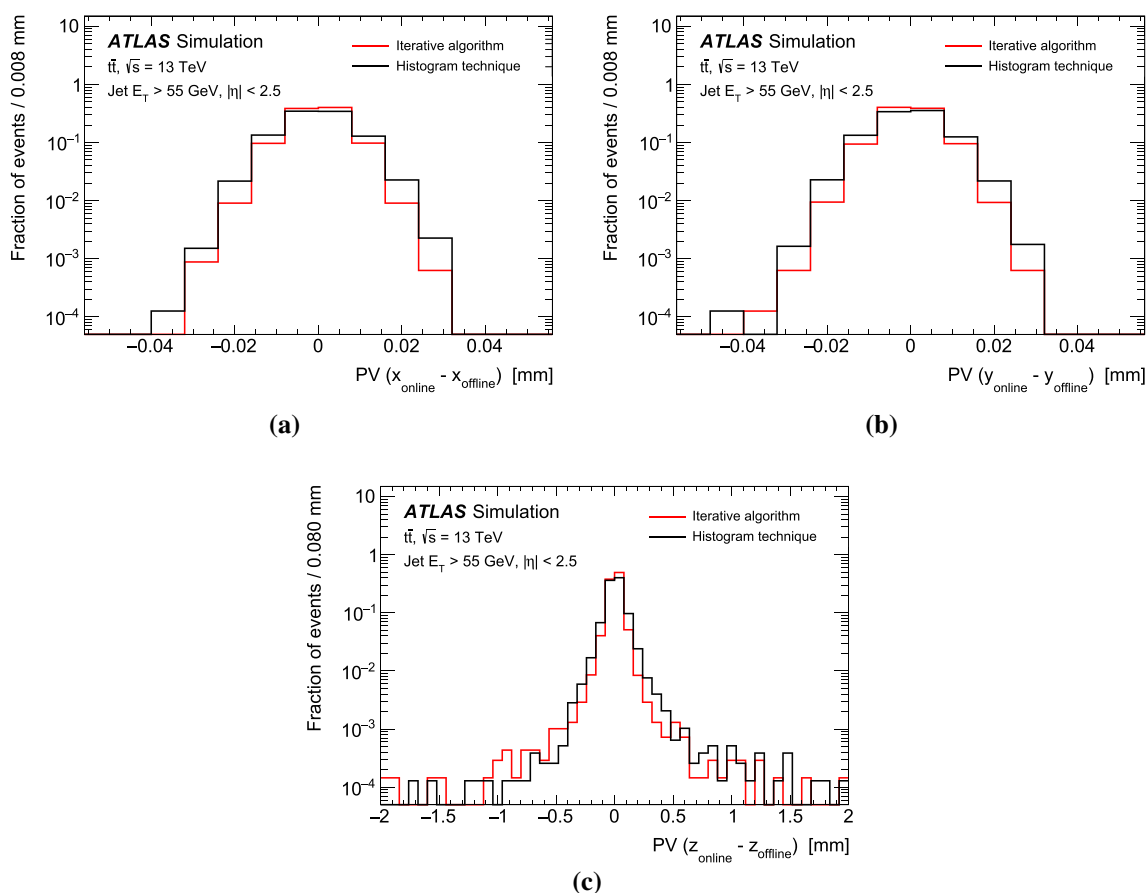 Fraction of events / 0.008 mm
10
1
10⁻¹
10⁻²
10⁻³
10⁻⁴
ATLAS Simulation
tt̄, √s = 13 TeV
Jet E_T > 55 GeV, |η| < 2.5
Iterative algorithm
Histogram technique
−0.04 −0.02 0 0.02 0.04
PV (x_online - x_offline) [mm]
(a)
Fraction of events / 0.008 mm
10
1
10⁻¹
10⁻²
10⁻³
10⁻⁴
ATLAS Simulation
tt̄, √s = 13 TeV
Jet E_T > 55 GeV, |η| < 2.5
Iterative algorithm
Histogram technique
−0.04 −0.02 0 0.02 0.04
PV (y_online - y_offline) [mm]
(b)
Fraction of events / 0.080 mm
10
1
10⁻¹
10⁻²
10⁻³
10⁻⁴
ATLAS Simulation
tt̄, √s = 13 TeV
Jet E_T > 55 GeV, |η| < 2.5
Iterative algorithm
Histogram technique
−2 −1.5 −1 −0.5 0 0.5 1 1.5 2
PV (z_online - z_offline) [mm]
(c)